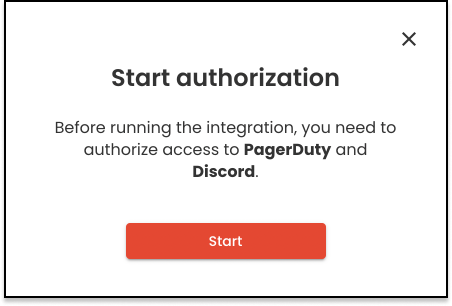 Start authorization
Before running the integration, you need to
authorize access to PagerDuty and
Discord.
Start